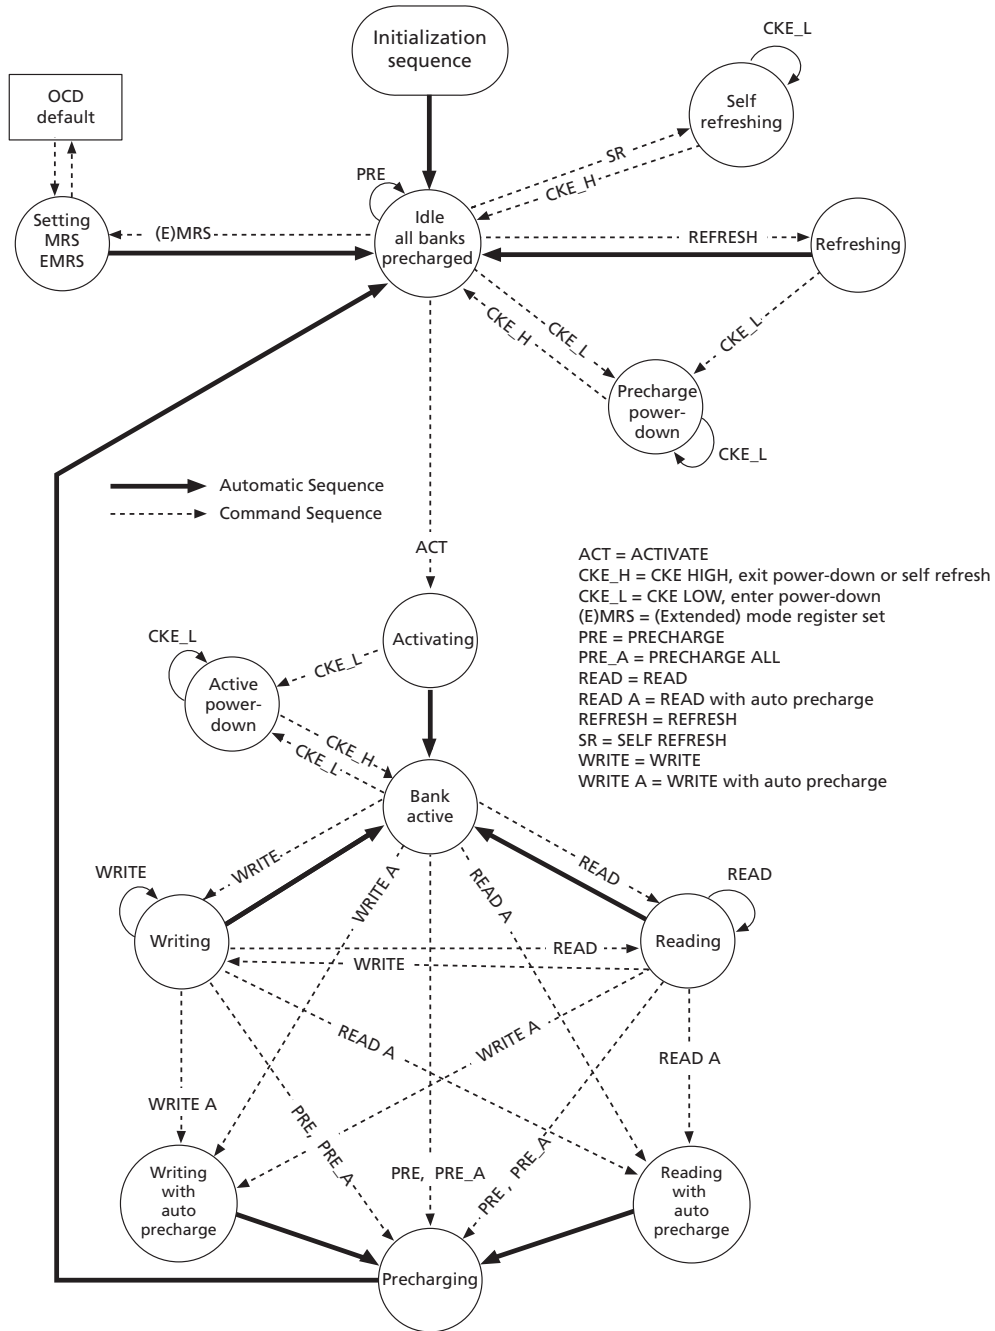 Initialization
sequence
CKE_L
OCD
default
Self
refreshing
SR
PRE
CKE_H
Setting
MRS
EMRS
(E)MRS
Idle
all banks
precharged
REFRESH
Refreshing
CKE_H
CKE_L
CKE_L
Precharge
power-
down
CKE_L
Automatic Sequence
Command Sequence
ACT
ACT = ACTIVATE
CKE_H = CKE HIGH, exit power-down or self refresh
CKE_L = CKE LOW, enter power-down
(E)MRS = (Extended) mode register set
PRE = PRECHARGE
PRE_A = PRECHARGE ALL
READ = READ
READ A = READ with auto precharge
REFRESH = REFRESH
SR = SELF REFRESH
WRITE = WRITE
WRITE A = WRITE with auto precharge
Activating
CKE_L
CKE_L
Active
power-
down
CKE_H
CKE_L
Bank
active
WRITE
READ
WRITE
WRITE A
READ A
READ
Writing
READ
Reading
WRITE
READ A
WRITE A
READ A
WRITE A
PRE, PRE_A
PRE, PRE_A
PRE , PRE_A
Writing
with
auto
precharge
Reading
with
auto
precharge
Precharging